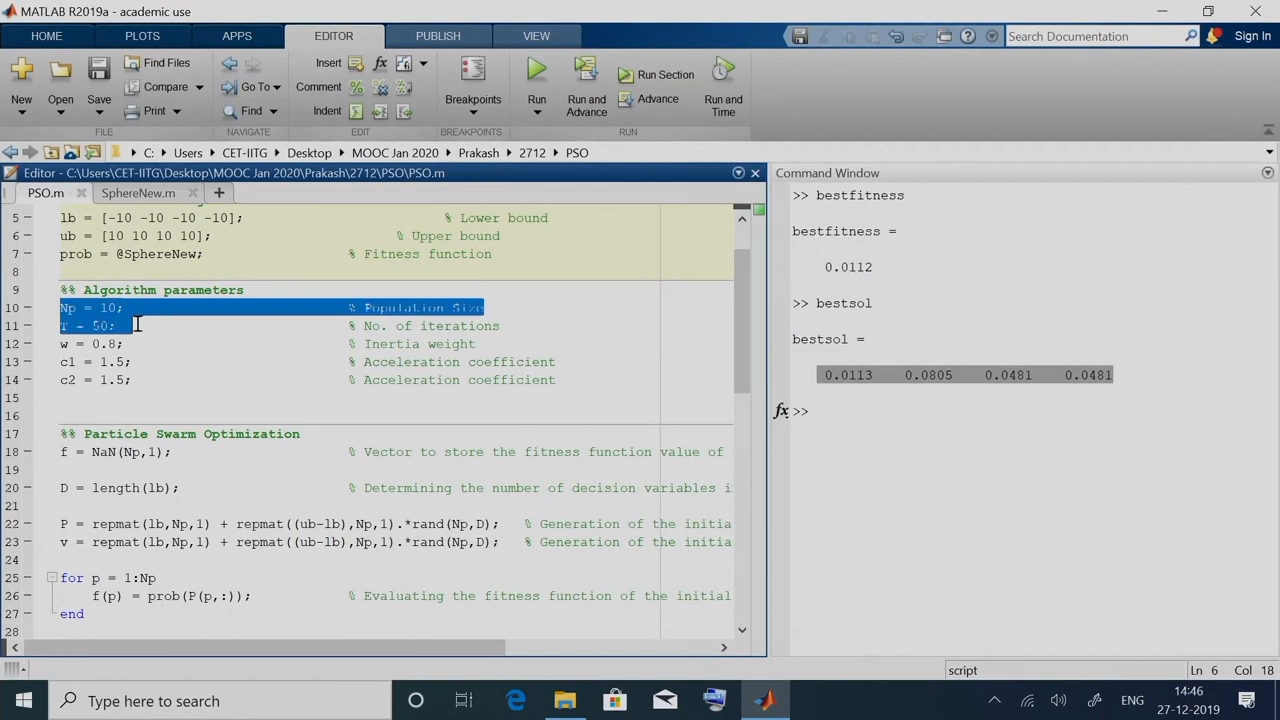 MATLAB R2019a - academic use
HOME PLOTS APPS EDITOR PUBLISH VIEW Search Documentation Sign In
New Open Save Find Files Compare Print Go To Find Insert fx Comment Indent Breakpoints Run Run and Advance Run Section Advance Run and Time
FILE NAVIGATE EDIT BREAKPOINTS RUN
C: Users CET-IITG Desktop MOOC Jan 2020 Prakash 2712 PSO
Editor - C:\Users\CET-IITG\Desktop\MOOC Jan 2020\Prakash\2712\PSO\PSO.m
PSO.m SphereNew.m
5 lb = [-10 -10 -10 -10]; % Lower bound
6 ub = [10 10 10 10]; % Upper bound
7 prob = @SphereNew; % Fitness function
8
9 %% Algorithm parameters
10 Np = 10; % Population Size
11 T = 50; % No. of iterations
12 w = 0.8; % Inertia weight
13 c1 = 1.5; % Acceleration coefficient
14 c2 = 1.5; % Acceleration coefficient
15
16
17 %% Particle Swarm Optimization
18 f = NaN(Np,1); % Vector to store the fitness function value of
19
20 D = length(lb); % Determining the number of decision variables i
21
22 P = repmat(lb,Np,1) + repmat((ub-lb),Np,1).*rand(Np,D); % Generation of the initia
23 v = repmat(lb,Np,1) + repmat((ub-lb),Np,1).*rand(Np,D); % Generation of the initia
24
25 for p = 1:Np
26 f(p) = prob(P(p,:)); % Evaluating the fitness function of the initial
27 end
28
Command Window
>> bestfitness
bestfitness =
0.0112
>> bestsol
bestsol =
0.0113 0.0805 0.0481 0.0481
fx >>
script Ln 6 Col 18
Type here to search
ENG
14:46
27-12-2019